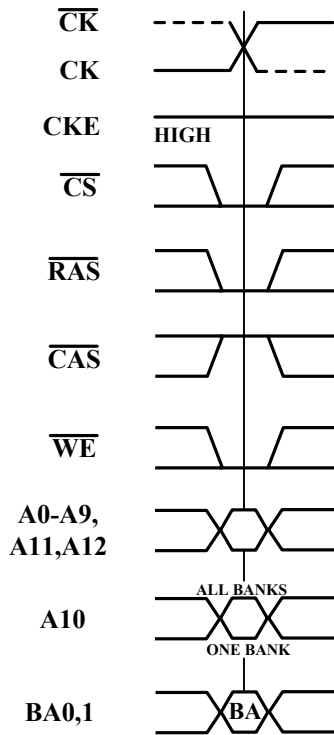 CK
CK
CKE
HIGH
CS
RAS
CAS
WE
A0-A9,
A11,A12
ALL BANKS
A10
ONE BANK
BA0,1
BA